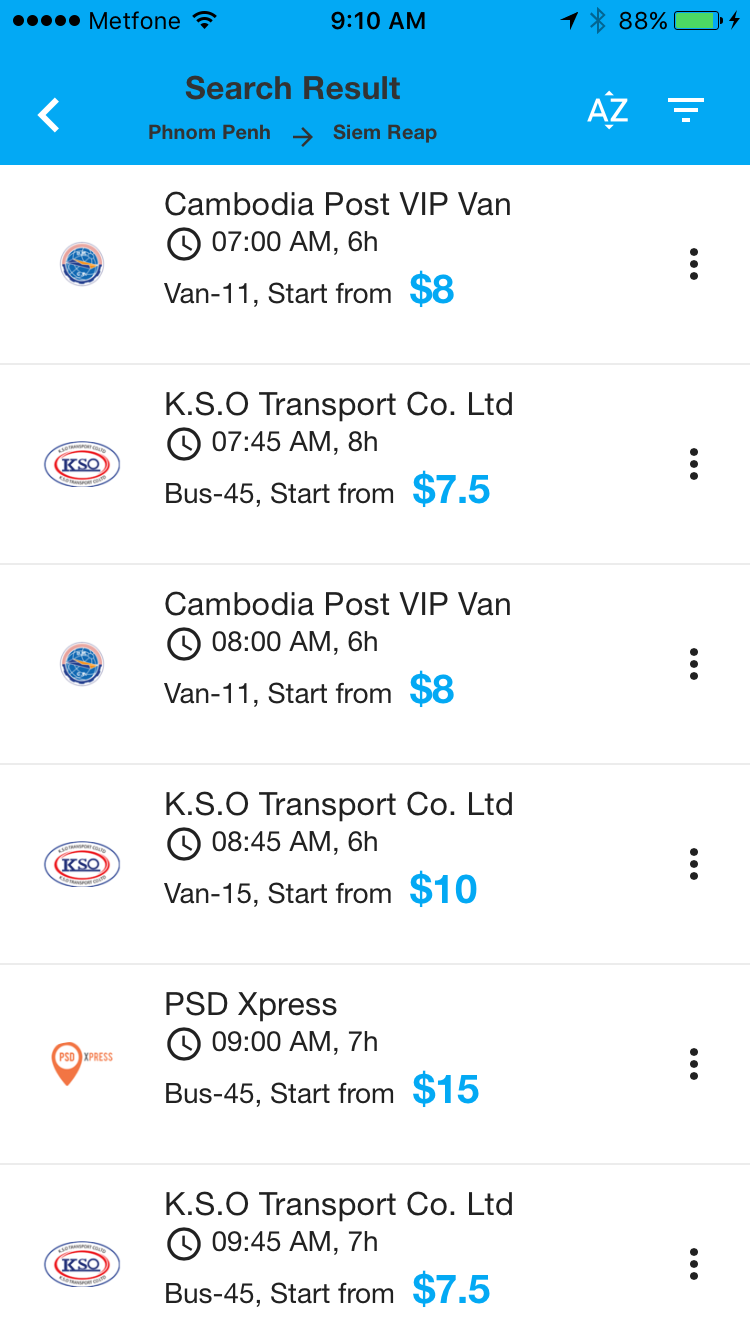 Metfone 9:10 AM 88%
Search Result
Phnom Penh → Siem Reap
AZ
Cambodia Post VIP Van
07:00 AM, 6h
Van-11, Start from $8
K.S.O Transport Co. Ltd
07:45 AM, 8h
KSO
Bus-45, Start from $7.5
Cambodia Post VIP Van
08:00 AM, 6h
Van-11, Start from $8
K.S.O Transport Co. Ltd
08:45 AM, 6h
KSO
Van-15, Start from $10
PSD Xpress
09:00 AM, 7h
PSD XPRESS
Bus-45, Start from $15
K.S.O Transport Co. Ltd
09:45 AM, 7h
KSO
Bus-45, Start from $7.5